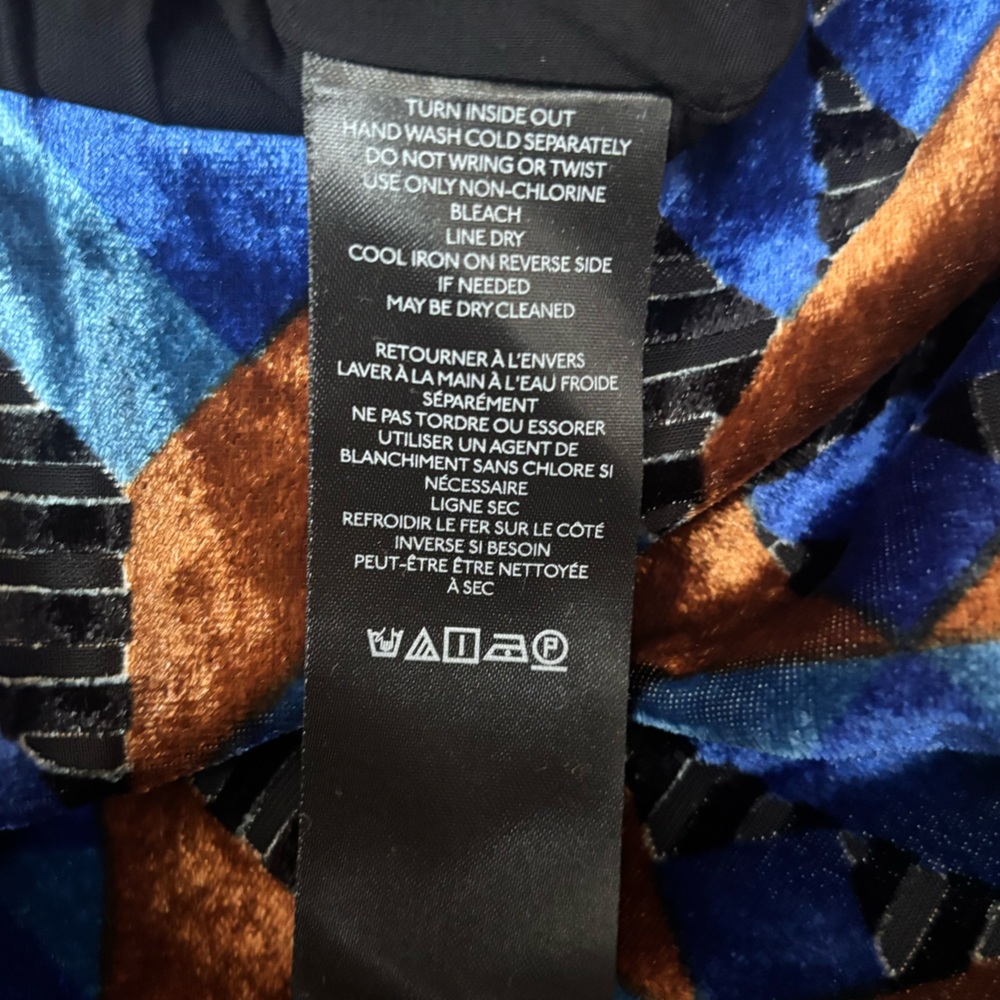 TURN INSIDE OUT
HAND WASH COLD SEPARATELY
DO NOT WRING OR TWIST
USE ONLY NON-CHLORINE
BLEACH
LINE DRY
COOL IRON ON REVERSE SIDE
IF NEEDED
MAY BE DRY CLEANED
RETOURNER À L'ENVERS
LAVER À LA MAIN À L'EAU FROIDE
SÉPARÉMENT
NE PAS TORDRE OU ESSORER
UTILISER UN AGENT DE
BLANCHIMENT SANS CHLORE SI
NÉCESSAIRE
LIGNE SEC
REFROIDIR LE FER SUR LE CÔTÉ
INVERSE SI BESOIN
PEUT-ÊTRE ÊTRE NETTOYÉE
À SEC
P